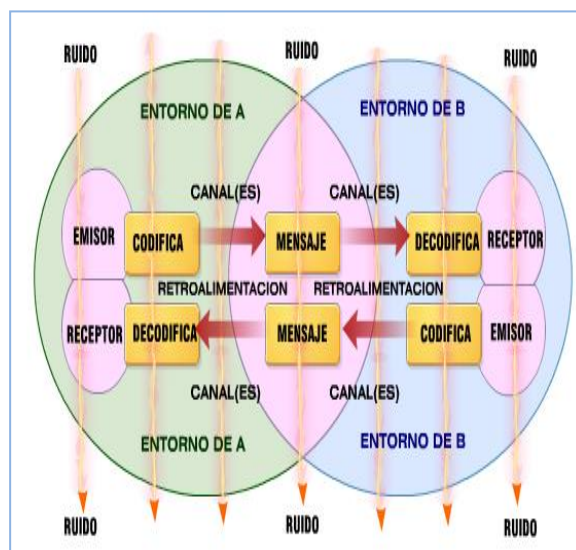 RUIDO RUIDO RUIDO
ENTORNO DE A ENTORNO DE B
CANAL(ES) CANAL(ES)
EMISOR CODIFICA MENSAJE DECODIFICA RECEPTOR
RETROALIMENTACION RETROALIMENTACION
RECEPTOR DECODIFICA MENSAJE CODIFICA EMISOR
CANAL(ES) CANAL(ES)
ENTORNO DE A ENTORNO DE B
RUIDO RUIDO RUIDO